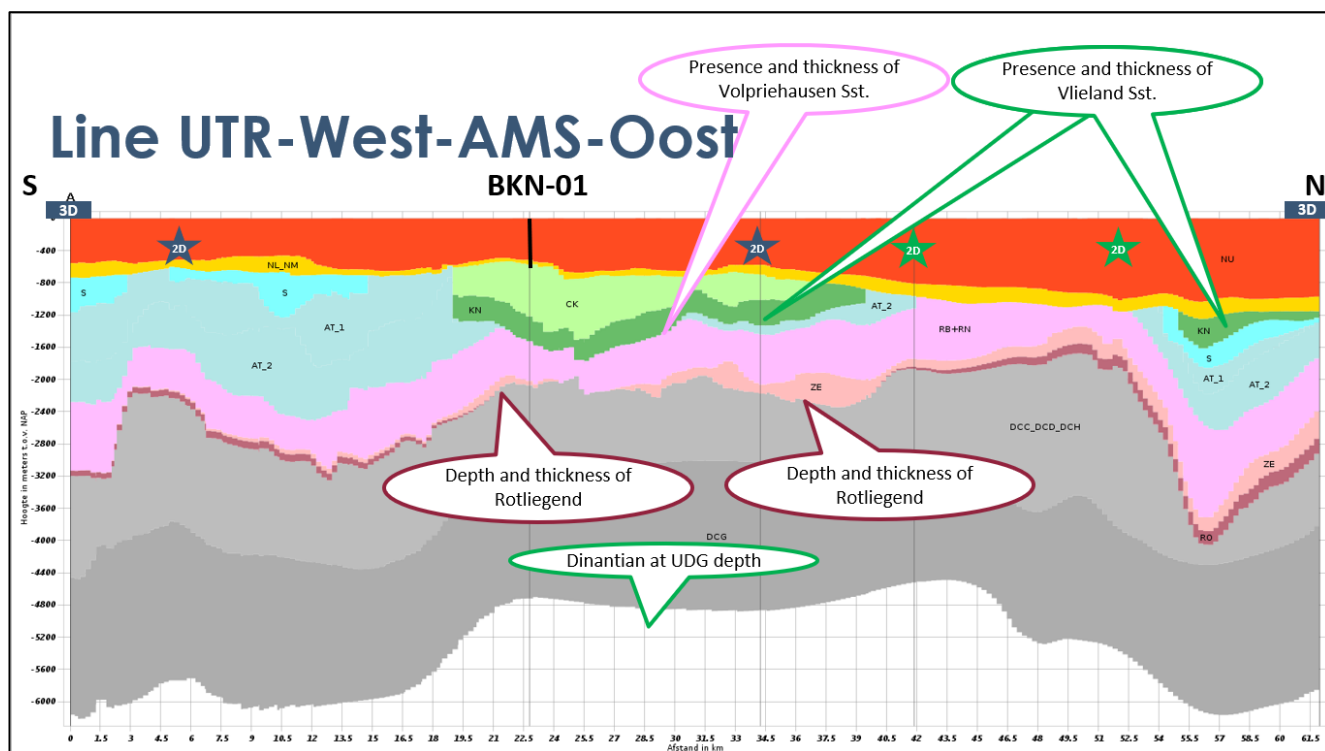 Presence and thickness of
Volpriehausen Sst.
Presence and thickness of
Vlieland Sst.
Line UTR-West-AMS-Oost
S
A
BKN-01
N
3D
3D
2D
2D
2D
2D
-400
-800
-1200
-1600
-2000
-2400
-2800
-3200
-3600
-4000
-4400
-4800
-5200
-5600
-6000
Hoogte in meters t.o.v. NAP
NL_NM
NU
S
S
CK
KN
AT_1
AT_2
AT_2
RB+RN
KN
S
AT_1
AT_2
ZE
DCC_DCD_DCH
ZE
RO
Depth and thickness of
Rotliegend
Depth and thickness of
Rotliegend
DCG
Dinantian at UDG depth
0 1.5 3 4.5 6 7.5 9 10.5 12 13.5 15 16.5 18 19.5 21 22.5 24 25.5 27 28.5 30 31.5 33 34.5 36 37.5 39 40.5 42 43.5 45 46.5 48 49.5 51 52.5 54 55.5 57 58.5 60 61.5
Afstand in km